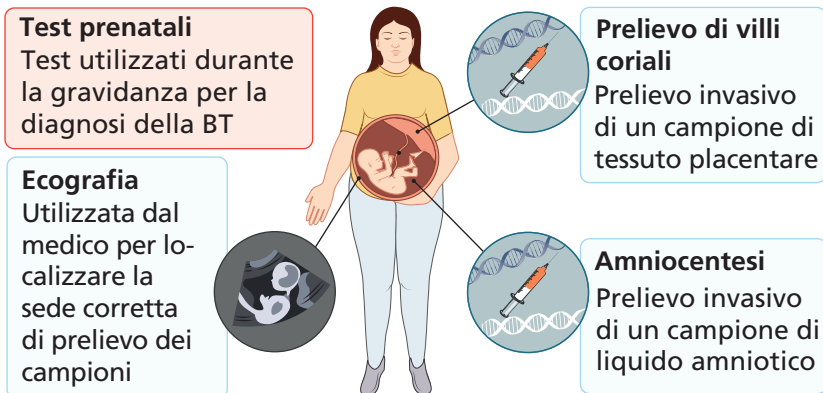 Test prenatali
Test utilizzati durante
la gravidanza per la
diagnosi della BT
Ecografia
Utilizzata dal
medico per lo-
calizzare la
sede corretta
di prelievo dei
campioni
Prelievo di villi
coriali
Prelievo invasivo
di un campione di
tessuto placentare
Amniocentesi
Prelievo invasivo
di un campione di
liquido amniotico